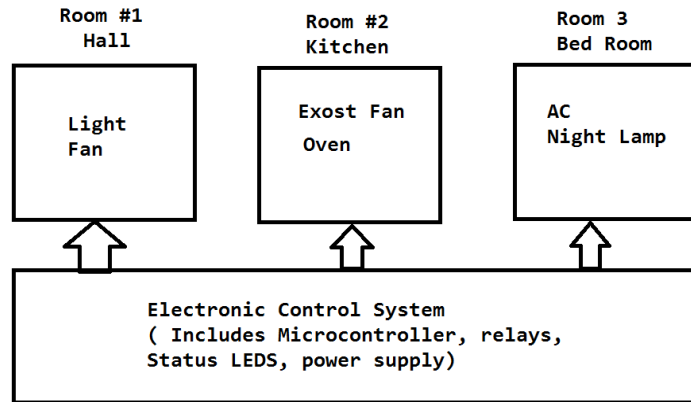 Room #1
Hall
Room #2
Kitchen
Room 3
Bed Room
Light
Fan
Exost Fan
Oven
AC
Night Lamp
Electronic Control System
( Includes Microcontroller, relays,
Status LEDS, power supply)